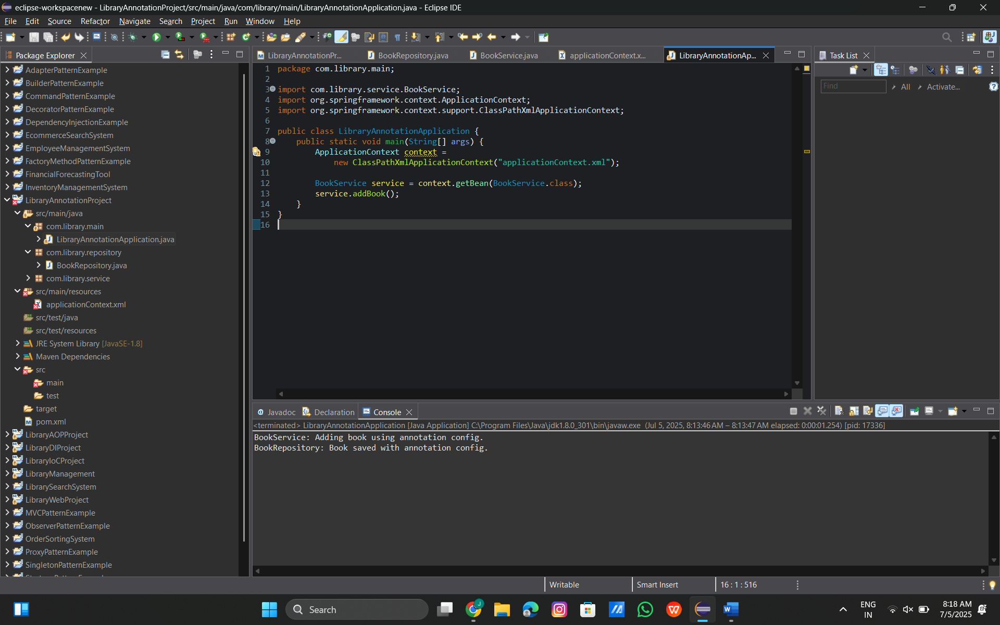 eclipse-workspacenew - LibraryAnnotationProject/src/main/java/com/library/main/LibraryAnnotationApplication.java - Eclipse IDE
File Edit Source Refactor Navigate Search Project Run Window Help
Package Explorer
AdapterPatternExample
BuilderPatternExample
CommandPatternExample
DecoratorPatternExample
DependencyInjectionExample
EcommerceSearchSystem
EmployeeManagementSystem
FactoryMethodPatternExample
FinancialForecastingTool
InventoryManagementSystem
LibraryAnnotationProject
src/main/java
com.library.main
LibraryAnnotationApplication.java
com.library.repository
BookRepository.java
com.library.service
src/main/resources
applicationContext.xml
src/test/java
src/test/resources
JRE System Library [JavaSE-1.8]
Maven Dependencies
src
main
test
target
pom.xml
LibraryAOPProject
LibraryDIProject
LibraryIoCProject
LibraryManagement
LibrarySearchSystem
LibraryWebProject
MVCPatternExample
ObserverPatternExample
OrderSortingSystem
ProxyPatternExample
SingletonPatternExample
LibraryAnnotationPr... BookRepository.java BookService.java applicationContext.x... LibraryAnnotationAp...
1 package com.library.main;
2
3 import com.library.service.BookService;
4 import org.springframework.context.ApplicationContext;
5 import org.springframework.context.support.ClassPathXmlApplicationContext;
6
7 public class LibraryAnnotationApplication {
8 public static void main(String[] args) {
9 ApplicationContext context =
10 new ClassPathXmlApplicationContext("applicationContext.xml");
11
12 BookService service = context.getBean(BookService.class);
13 service.addBook();
14 }
15 }
16
Task List
Find All Activate...
Javadoc Declaration Console
<terminated> LibraryAnnotationApplication [Java Application] C:\Program Files\Java\jdk1.8.0_301\bin\javaw.exe (Jul 5, 2025, 8:13:46 AM – 8:13:47 AM elapsed: 0:00:01.254) [pid: 17336]
BookService: Adding book using annotation config.
BookRepository: Book saved with annotation config.
Writable Smart Insert 16 : 1 : 516
Search
ENG
IN
8:18 AM
7/5/2025